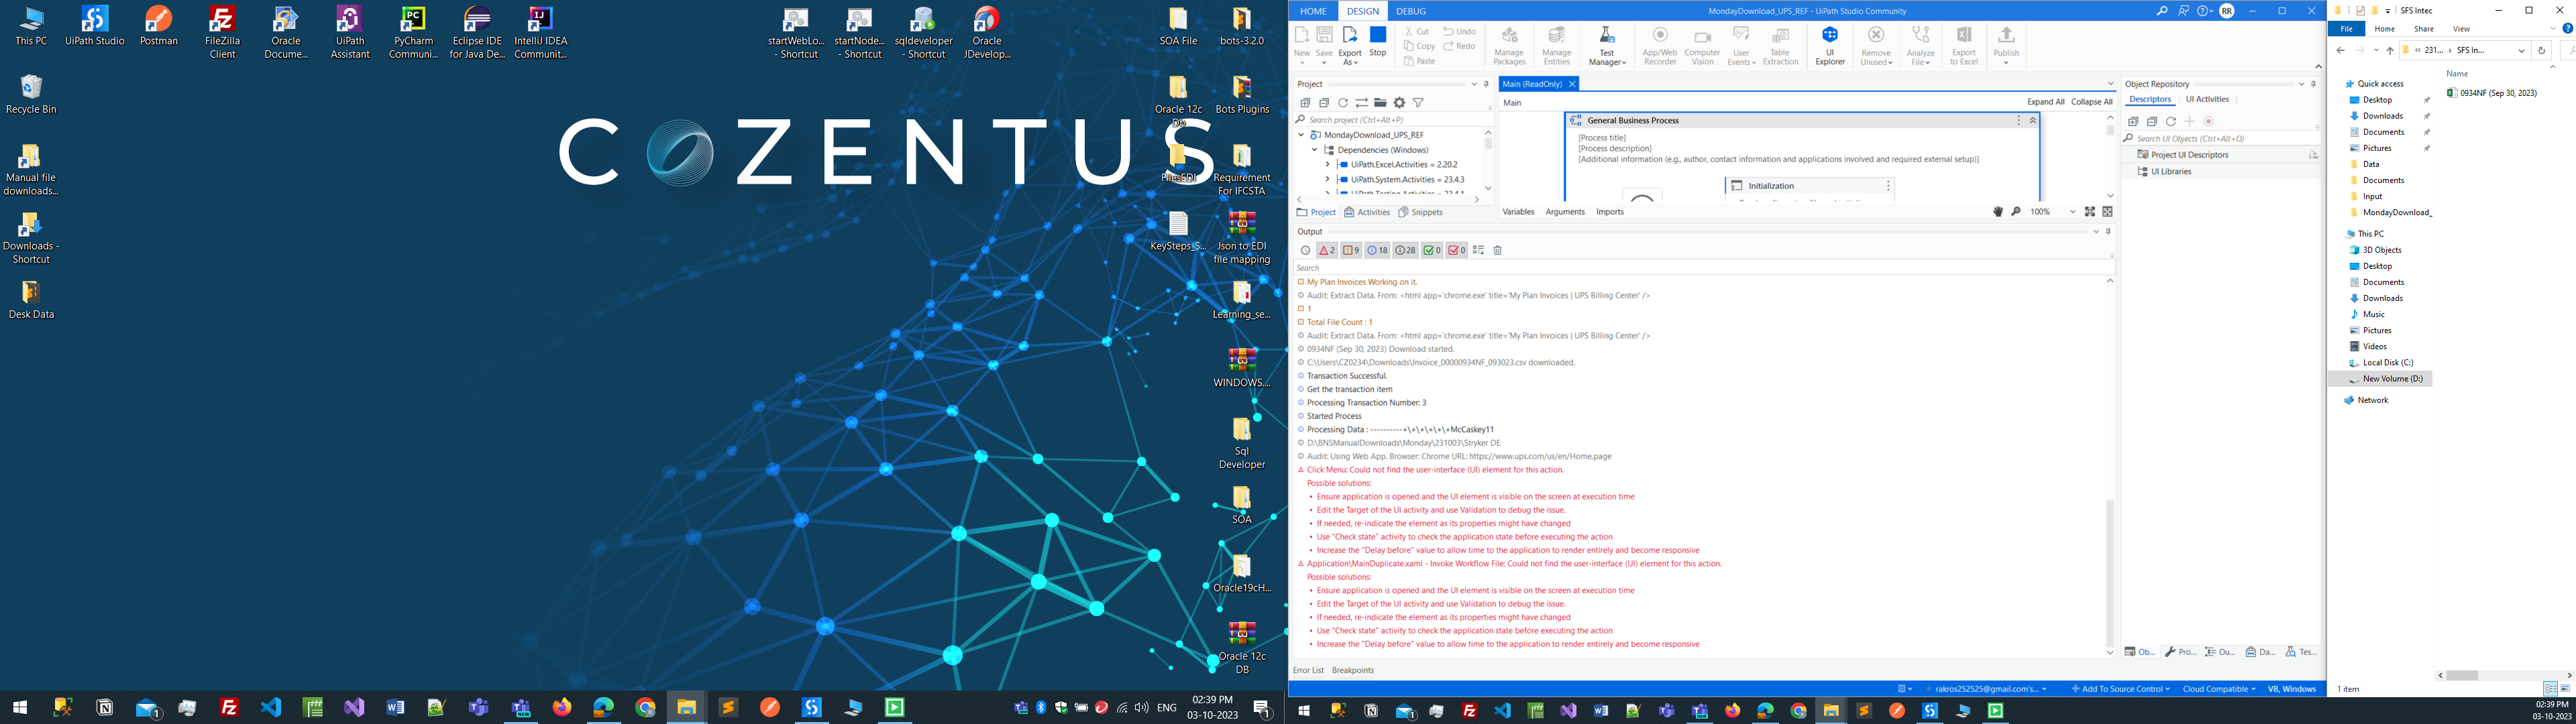 This PC
UiPath Studio
Postman
FileZilla Client
Oracle Docume...
UiPath Assistant
PyCharm Communi...
Eclipse IDE for Java De...
IntelliJ IDEA Communit...
startWebLo... - Shortcut
startNode... - Shortcut
sqldeveloper - Shortcut
Oracle JDevelop...
SOA File
bots-3.2.0
Recycle Bin
Oracle 12c
Bots Plugins
COZENTUS
Manual file downloads...
Requirement For IFCSTA
Downloads - Shortcut
KeySteps_S...
Json to EDI file mapping
Desk Data
Learning_se...
WINDOWS....
Sql Developer
SOA
Oracle19cH...
Oracle 12c DB
ENG
02:39 PM
03-10-2023
HOME DESIGN DEBUG
MondayDownload_UPS_REF - UiPath Studio Community
RR
New
Save
Export As
Stop
Cut
Copy
Paste
Undo
Redo
Manage Packages
Manage Entities
Test Manager
App/Web Recorder
Computer Vision
User Events
Table Extraction
UI Explorer
Remove Unused
Analyze File
Export to Excel
Publish
Project
Search project (Ctrl+Alt+P)
MondayDownload_UPS_REF
Dependencies (Windows)
UiPath.Excel.Activities = 2.20.2
UiPath.System.Activities = 23.4.3
UiPath.Testing.Activities = 23.4.1
Project Activities Snippets
Main (ReadOnly)
Main
Expand All Collapse All
General Business Process
[Process title]
[Process description]
[Additional information (e.g., author, contact information and applications involved and required external setup)]
Initialization
Variables Arguments Imports
100%
Object Repository
Descriptors UI Activities
Search UI Objects (Ctrl+Alt+O)
Project UI Descriptors
UI Libraries
Output
2 9 18 28 0 0
Search
My Plan Invoices Working on it.
Audit: Extract Data. From: <html app='chrome.exe' title='My Plan Invoices | UPS Billing Center' />
1
Total File Count : 1
Audit: Extract Data. From: <html app='chrome.exe' title='My Plan Invoices | UPS Billing Center' />
0934NF (Sep 30, 2023) Download started.
C:\Users\CZ0234\Downloads\Invoice_00000934NF_093023.csv downloaded.
Transaction Successful.
Get the transaction item
Processing Transaction Number: 3
Started Process
Processing Data : ----------+\+\+\+\+\+McCaskey11
D:\BNSManualDownloads\Monday\231003\Stryker DE
Audit: Using Web App. Browser: Chrome URL: https://www.ups.com/us/en/Home.page
Click Menu: Could not find the user-interface (UI) element for this action.
Possible solutions:
• Ensure application is opened and the UI element is visible on the screen at execution time
• Edit the Target of the UI activity and use Validation to debug the issue.
• If needed, re-indicate the element as its properties might have changed
• Use "Check state" activity to check the application state before executing the action
• Increase the "Delay before" value to allow time to the application to render entirely and become responsive
Application\MainDuplicate.xaml - Invoke Workflow File: Could not find the user-interface (UI) element for this action.
Possible solutions:
• Ensure application is opened and the UI element is visible on the screen at execution time
• Edit the Target of the UI activity and use Validation to debug the issue.
• If needed, re-indicate the element as its properties might have changed
• Use "Check state" activity to check the application state before executing the action
• Increase the "Delay before" value to allow time to the application to render entirely and become responsive
Ob... Pro... Ou... Da... Tes...
Error List Breakpoints
rakros252525@gmail.com's...
Add To Source Control
Cloud Compatible
VB, Windows
SFS Intec
File Home Share View
« 231... › SFS In...
Name
0934NF (Sep 30, 2023)
Quick access
Desktop
Downloads
Documents
Pictures
Data
Documents
Input
MondayDownload_
This PC
3D Objects
Desktop
Documents
Downloads
Music
Pictures
Videos
Local Disk (C:)
New Volume (D:)
Network
1 item
02:39 PM
03-10-2023